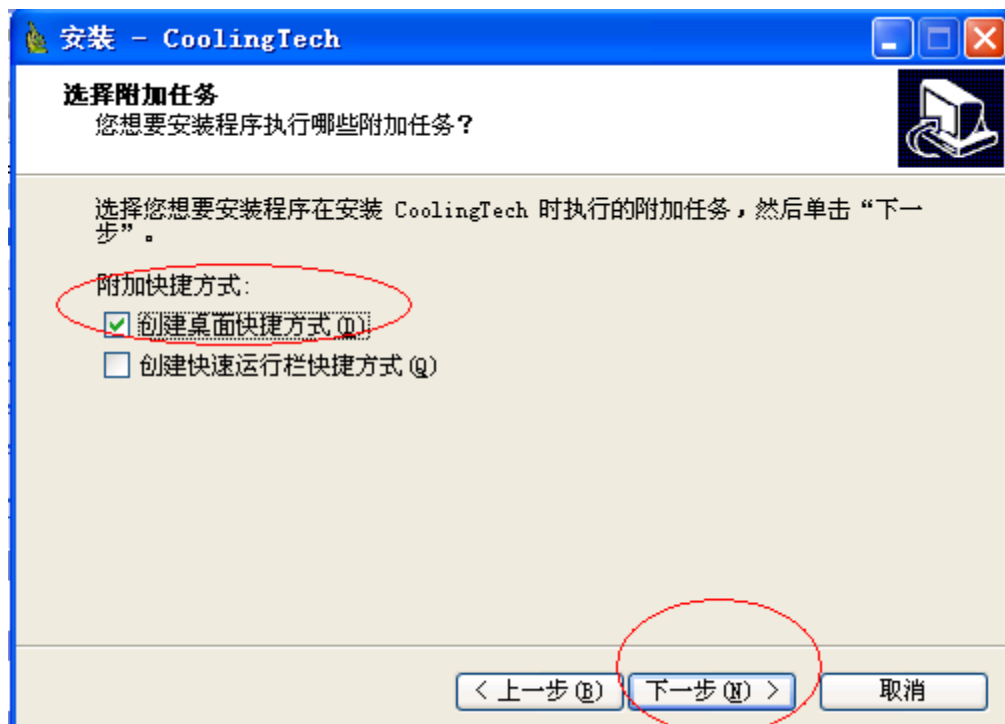 安装 - CoolingTech
选择附加任务
您想要安装程序执行哪些附加任务？
选择您想要安装程序在安装 CoolingTech 时执行的附加任务，然后单击“下一
步”。
附加快捷方式:
创建桌面快捷方式(D)
创建快速运行栏快捷方式(Q)
< 上一步(B) 下一步(N) > 取消